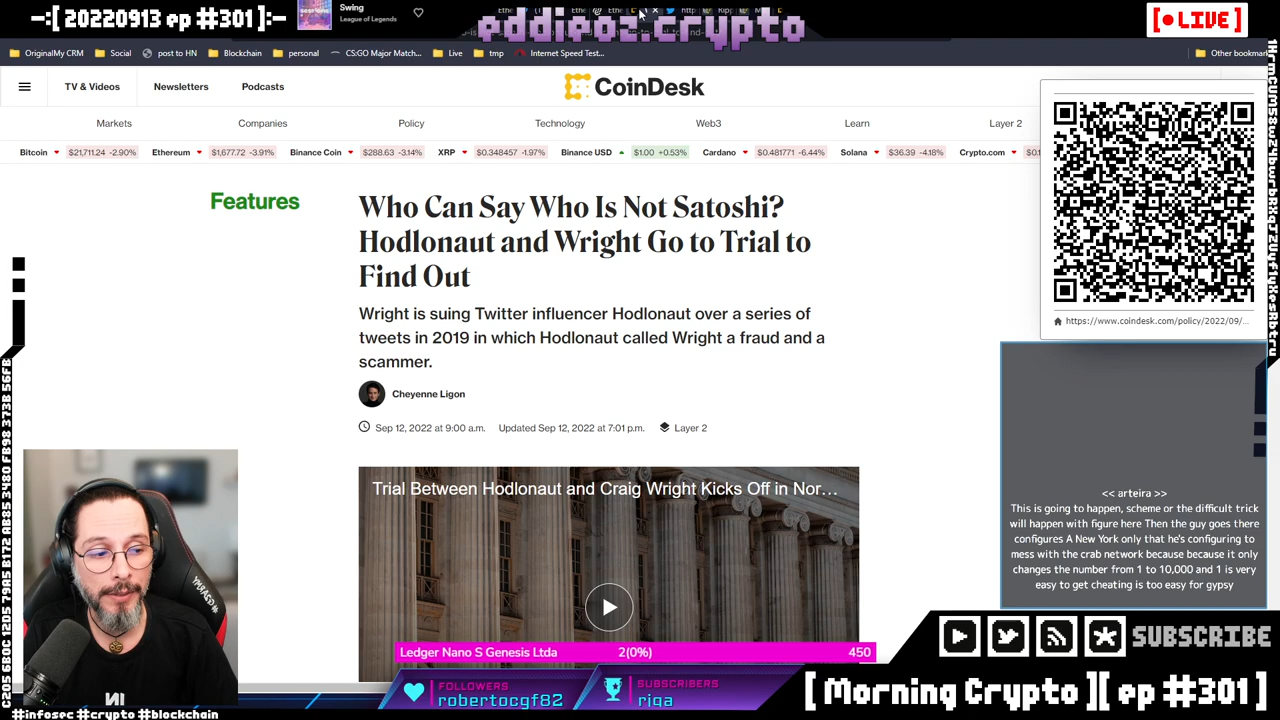 -:[ 20220913 ep #301 ]:-
Swing
League of Legends
eddieoz.crypto
[ LIVE ]
OriginalMy CRM
Social
post to HN
Blockchain
personal
CS:GO Major Match...
Live
tmp
Internet Speed Test...
Other bookmar
TV & Videos
Newsletters
Podcasts
CoinDesk
Markets
Companies
Policy
Technology
Web3
Learn
Layer 2
Bitcoin $21,711.24 -2.90%
Ethereum $1,677.72 -3.91%
Binance Coin $288.63 -3.14%
XRP $0.348457 -1.97%
Binance USD $1.00 +0.53%
Cardano $0.481771 -6.44%
Solana $36.39 -4.18%
Crypto.com
Features
Who Can Say Who Is Not Satoshi?
Hodlonaut and Wright Go to Trial to
Find Out
Wright is suing Twitter influencer Hodlonaut over a series of
tweets in 2019 in which Hodlonaut called Wright a fraud and a
scammer.
Cheyenne Ligon
Sep 12, 2022 at 9:00 a.m.
Updated Sep 12, 2022 at 7:01 p.m.
Layer 2
Trial Between Hodlonaut and Craig Wright Kicks Off in Nor...
https://www.coindesk.com/policy/2022/09/...
<< arteira >>
This is going to happen, scheme or the difficult trick
will happen with figure here Then the guy goes there
configures A New York only that he's configuring to
mess with the crab network because because it only
changes the number from 1 to 10,000 and 1 is very
easy to get cheating is too easy for gypsy
Ledger Nano S Genesis Ltda
2(0%)
450
FOLLOWERS
robertocgf82
SUBSCRIBERS
riqa
SUBSCRIBE
[ Morning Crypto ][ ep #301 ]
#infosec #crypto #blockchain